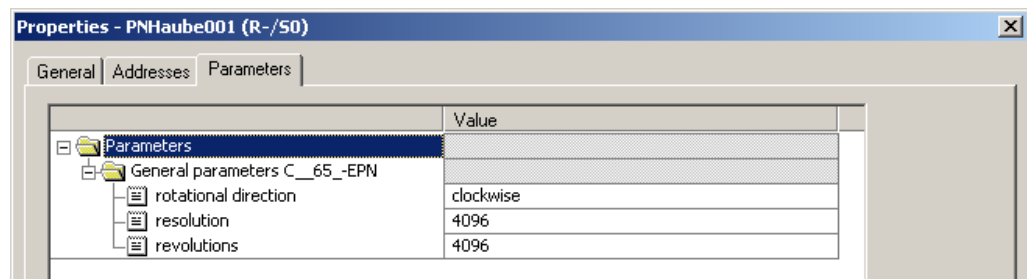 Properties - PNHaube001 (R-/S0)
General Addresses Parameters
Value
Parameters
General parameters C__65_-EPN
rotational direction clockwise
resolution 4096
revolutions 4096